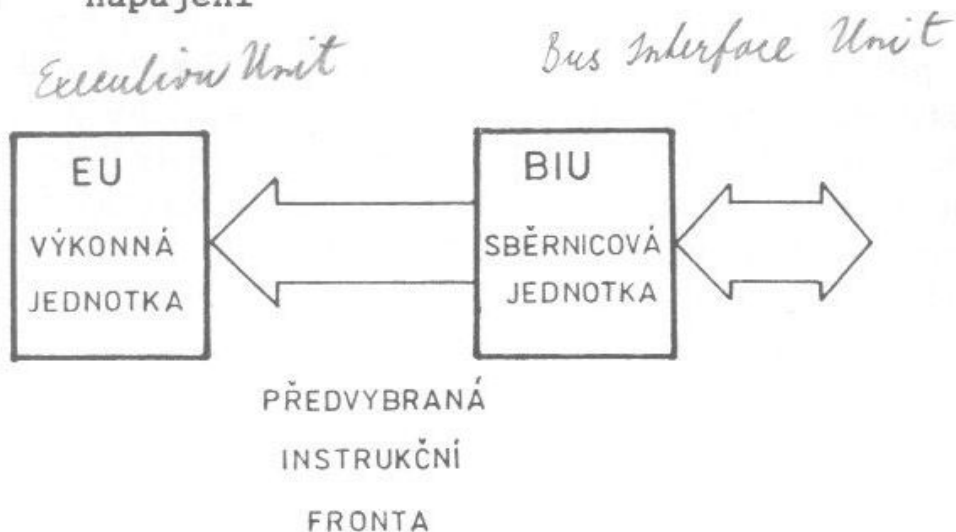 napájení
Execution Unit
Bus Interface Unit
EU
VÝKONNÁ
JEDNOTKA
BIU
SBĚRNICOVÁ
JEDNOTKA
PŘEDVYBRANÁ
INSTRUKČNÍ
FRONTA